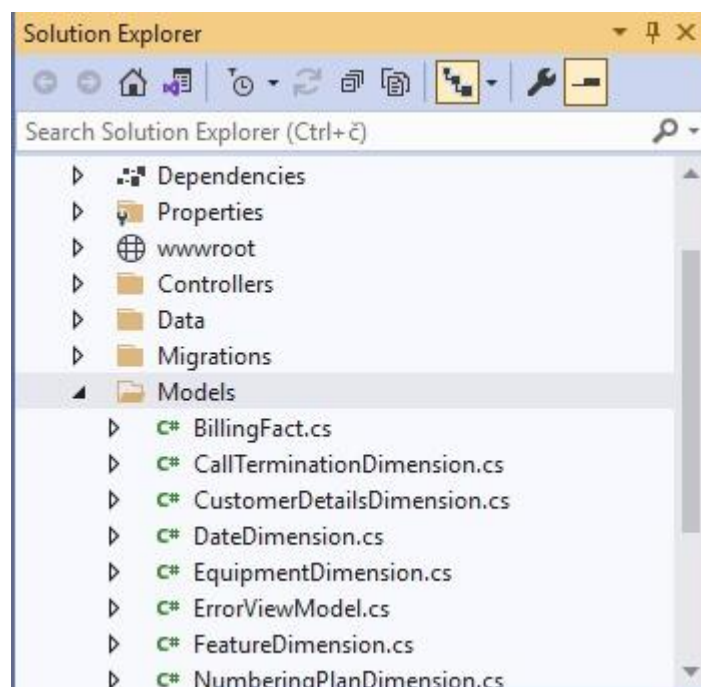 Solution Explorer
Search Solution Explorer (Ctrl+č)
Dependencies
Properties
wwwroot
Controllers
Data
Migrations
Models
C# BillingFact.cs
C# CallTerminationDimension.cs
C# CustomerDetailsDimension.cs
C# DateDimension.cs
C# EquipmentDimension.cs
C# ErrorViewModel.cs
C# FeatureDimension.cs
C# NumberingPlanDimension.cs